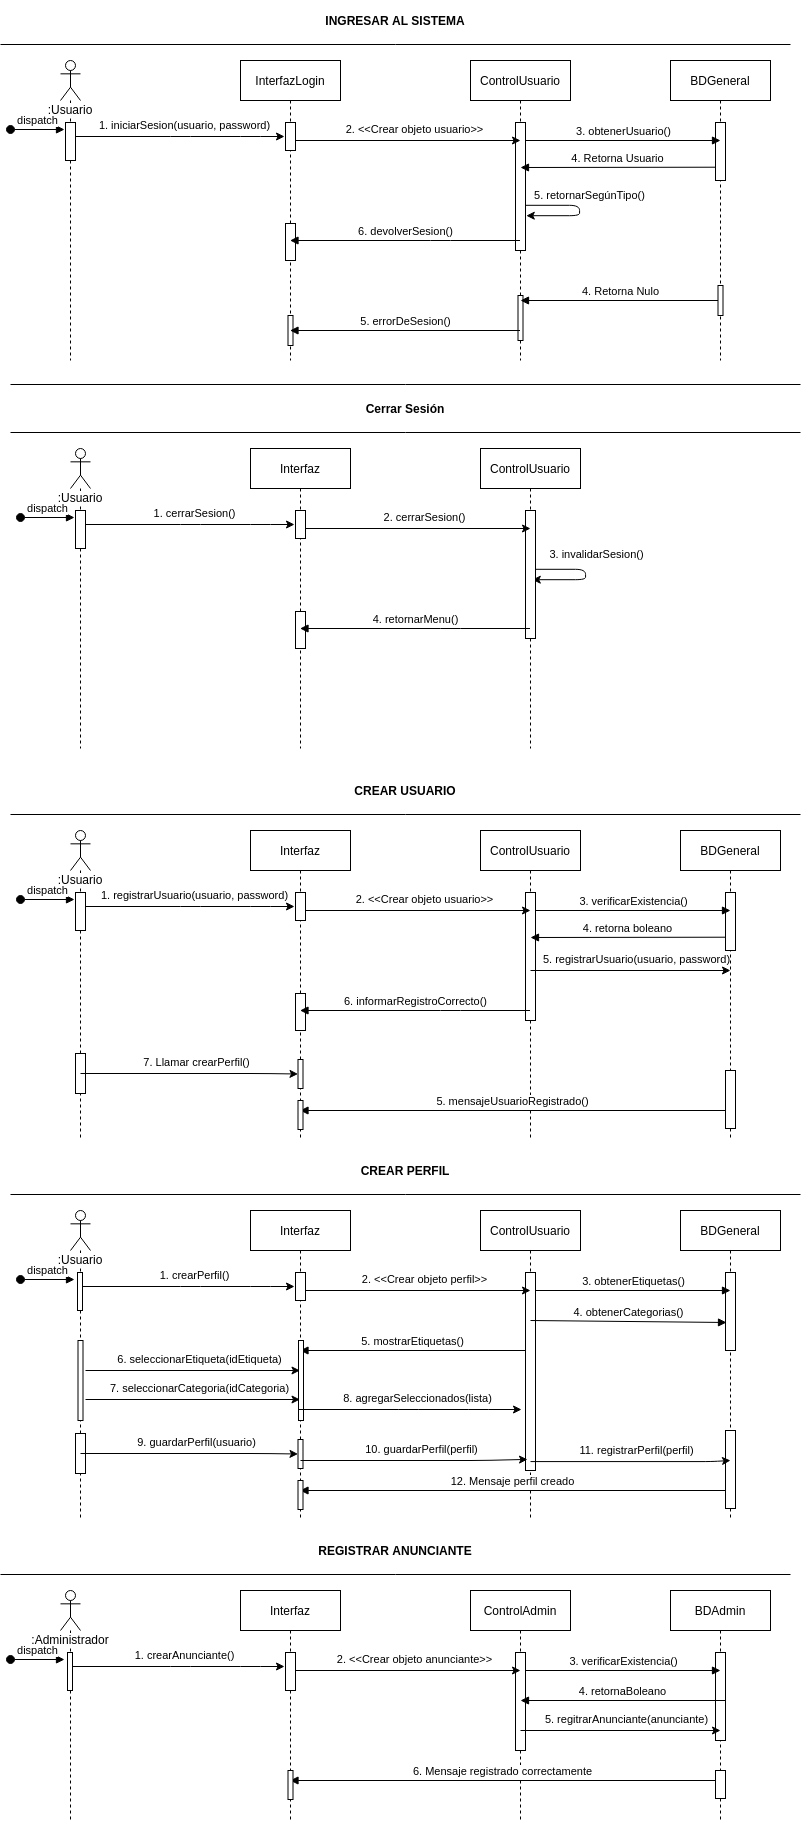 INGRESAR AL SISTEMA
InterfazLogin
ControlUsuario
BDGeneral
:Usuario
dispatch
1. iniciarSesion(usuario, password)
2. <<Crear objeto usuario>>
3. obtenerUsuario()
4. Retorna Usuario
5. retornarSegúnTipo()
6. devolverSesion()
4. Retorna Nulo
5. errorDeSesion()
Cerrar Sesión
Interfaz
ControlUsuario
:Usuario
dispatch
1. cerrarSesion()
2. cerrarSesion()
3. invalidarSesion()
4. retornarMenu()
CREAR USUARIO
Interfaz
ControlUsuario
BDGeneral
:Usuario
dispatch
1. registrarUsuario(usuario, password)
2. <<Crear objeto usuario>>
3. verificarExistencia()
4. retorna boleano
5. registrarUsuario(usuario, password)
6. informarRegistroCorrecto()
7. Llamar crearPerfil()
5. mensajeUsuarioRegistrado()
CREAR PERFIL
Interfaz
ControlUsuario
BDGeneral
:Usuario
dispatch
1. crearPerfil()
2. <<Crear objeto perfil>>
3. obtenerEtiquetas()
4. obtenerCategorias()
5. mostrarEtiquetas()
6. seleccionarEtiqueta(idEtiqueta)
7. seleccionarCategoria(idCategoria)
8. agregarSeleccionados(lista)
9. guardarPerfil(usuario)
10. guardarPerfil(perfil)
11. registrarPerfil(perfil)
12. Mensaje perfil creado
REGISTRAR ANUNCIANTE
Interfaz
ControlAdmin
BDAdmin
:Administrador
dispatch
1. crearAnunciante()
2. <<Crear objeto anunciante>>
3. verificarExistencia()
4. retornaBoleano
5. regitrarAnunciante(anunciante)
6. Mensaje registrado correctamente